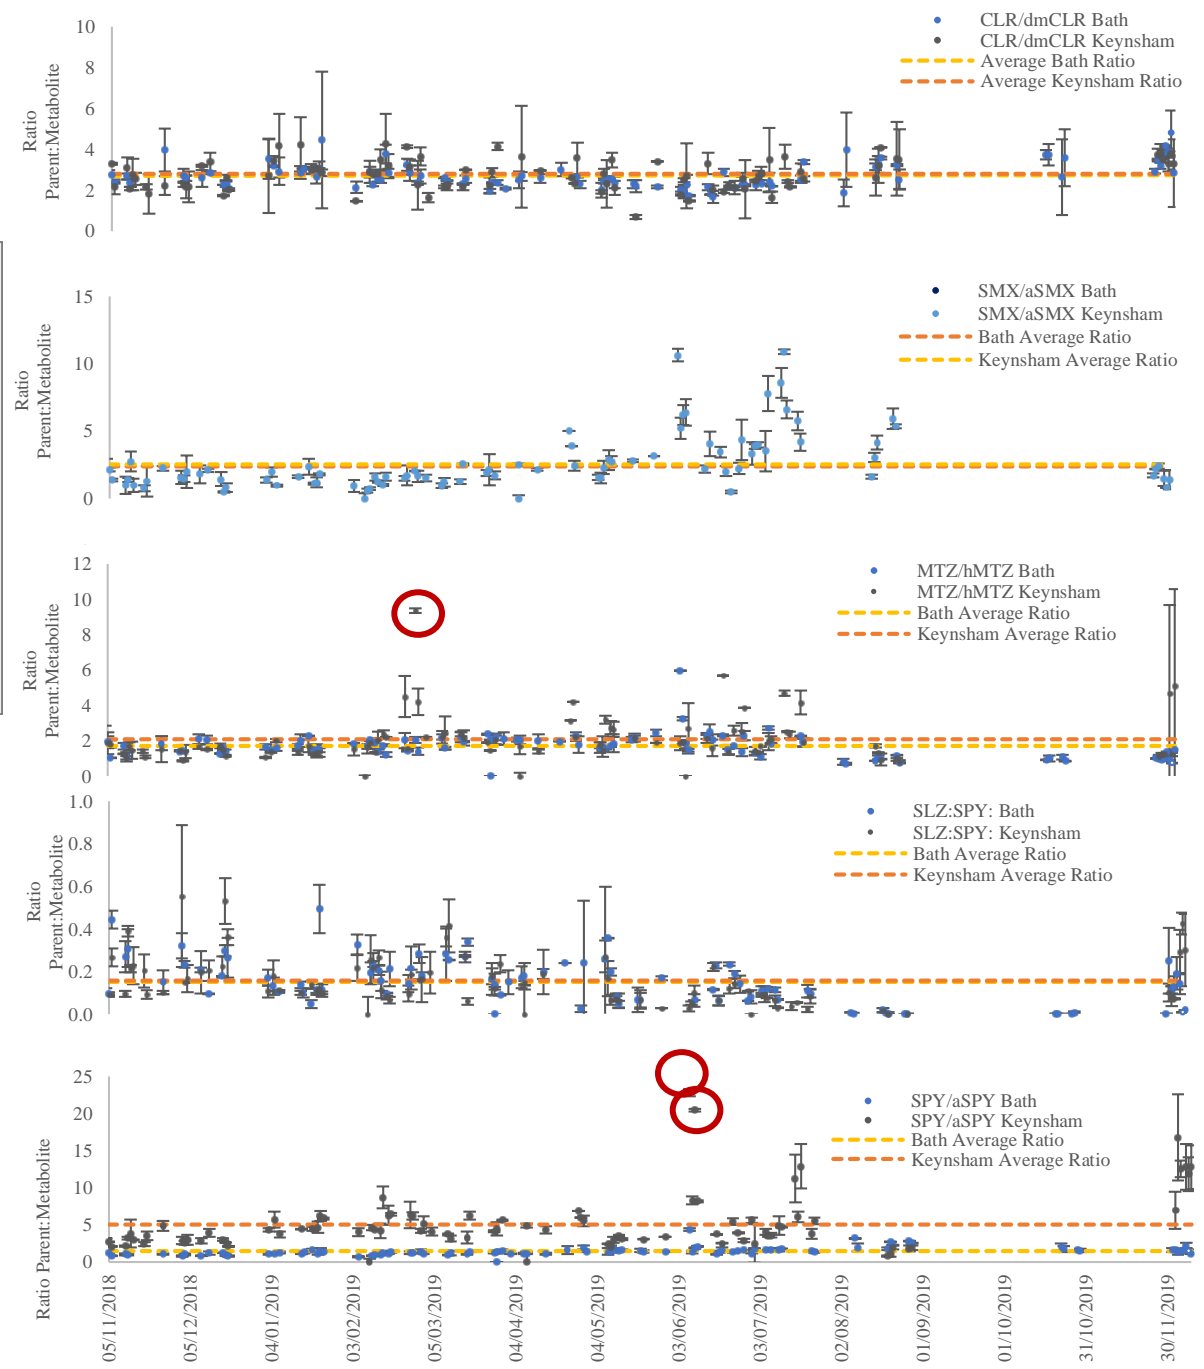 10
8
6
4
2
0
Ratio
Parent:Metabolite
CLR/dmCLR Bath
CLR/dmCLR Keynsham
Average Bath Ratio
Average Keynsham Ratio
15
10
5
0
Ratio
Parent:Metabolite
SMX/aSMX Bath
SMX/aSMX Keynsham
Bath Average Ratio
Keynsham Average Ratio
12
10
8
6
4
2
0
Ratio
Parent:Metabolite
MTZ/hMTZ Bath
MTZ/hMTZ Keynsham
Bath Average Ratio
Keynsham Average Ratio
1.0
0.8
0.6
0.4
0.2
0.0
Ratio
Parent:Metabolite
SLZ:SPY: Bath
SLZ:SPY: Keynsham
Bath Average Ratio
Keynsham Average Ratio
25
20
15
10
5
0
Ratio Parent:Metabolite
SPY/aSPY Bath
SPY/aSPY Keynsham
Bath Average Ratio
Keynsham Average Ratio
05/11/2018
05/12/2018
04/01/2019
03/02/2019
05/03/2019
04/04/2019
04/05/2019
03/06/2019
03/07/2019
02/08/2019
01/09/2019
01/10/2019
31/10/2019
30/11/2019